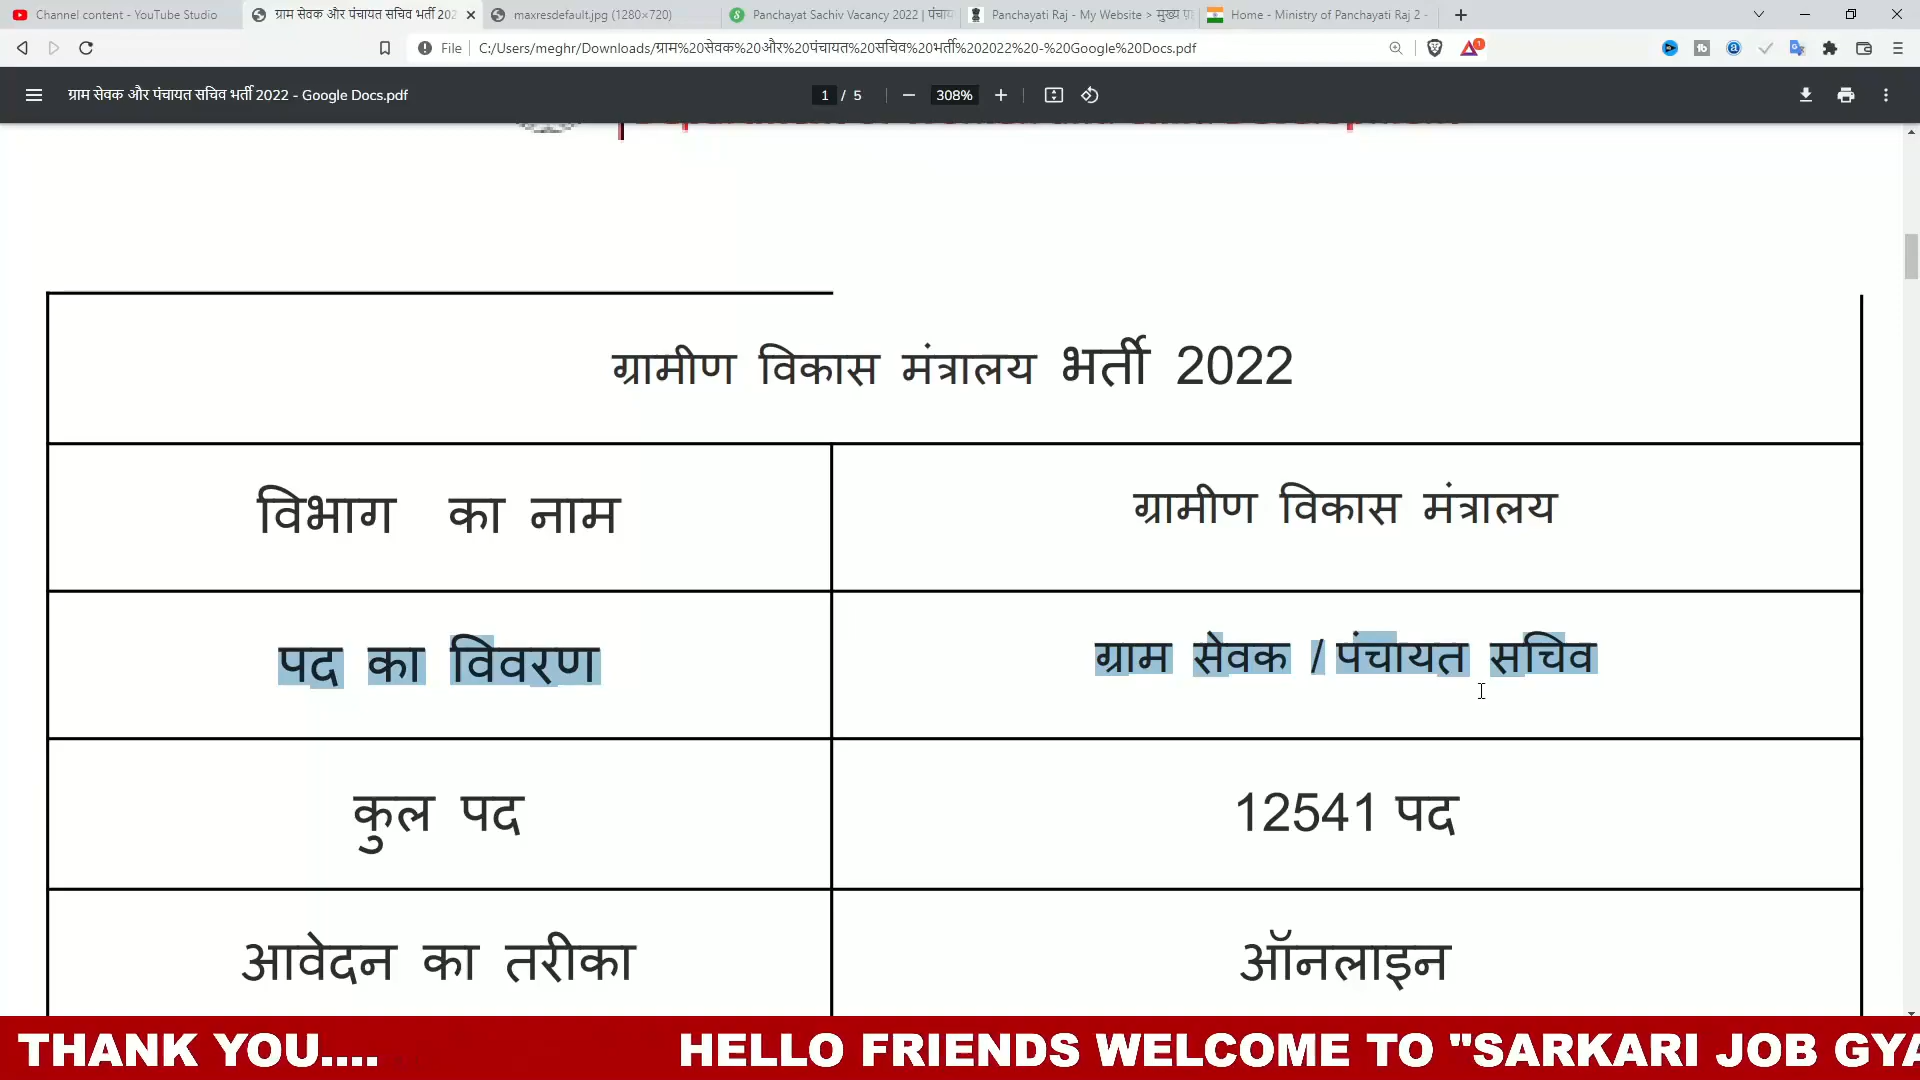 Channel content - YouTube Studio
ग्राम सेवक और पंचायत सचिव भर्ती 202
maxresdefault.jpg (1280×720)
Panchayat Sachiv Vacancy 2022 | पंचाय
Panchayati Raj - My Website > मुख्य पृ
Home - Ministry of Panchayati Raj 2 -
File C:/Users/meghr/Downloads/ग्राम%20सेवक%20और%20पंचायत%20सचिव%20भर्ती%202022%20-%20Google%20Docs.pdf
ग्राम सेवक और पंचायत सचिव भर्ती 2022 - Google Docs.pdf
1 / 5
308%
ग्रामीण विकास मंत्रालय भर्ती 2022
विभाग का नाम
ग्रामीण विकास मंत्रालय
पद का विवरण
ग्राम सेवक / पंचायत सचिव
कुल पद
12541 पद
आवेदन का तरीका
ऑनलाइन
THANK YOU.... HELLO FRIENDS WELCOME TO "SARKARI JOB GYA